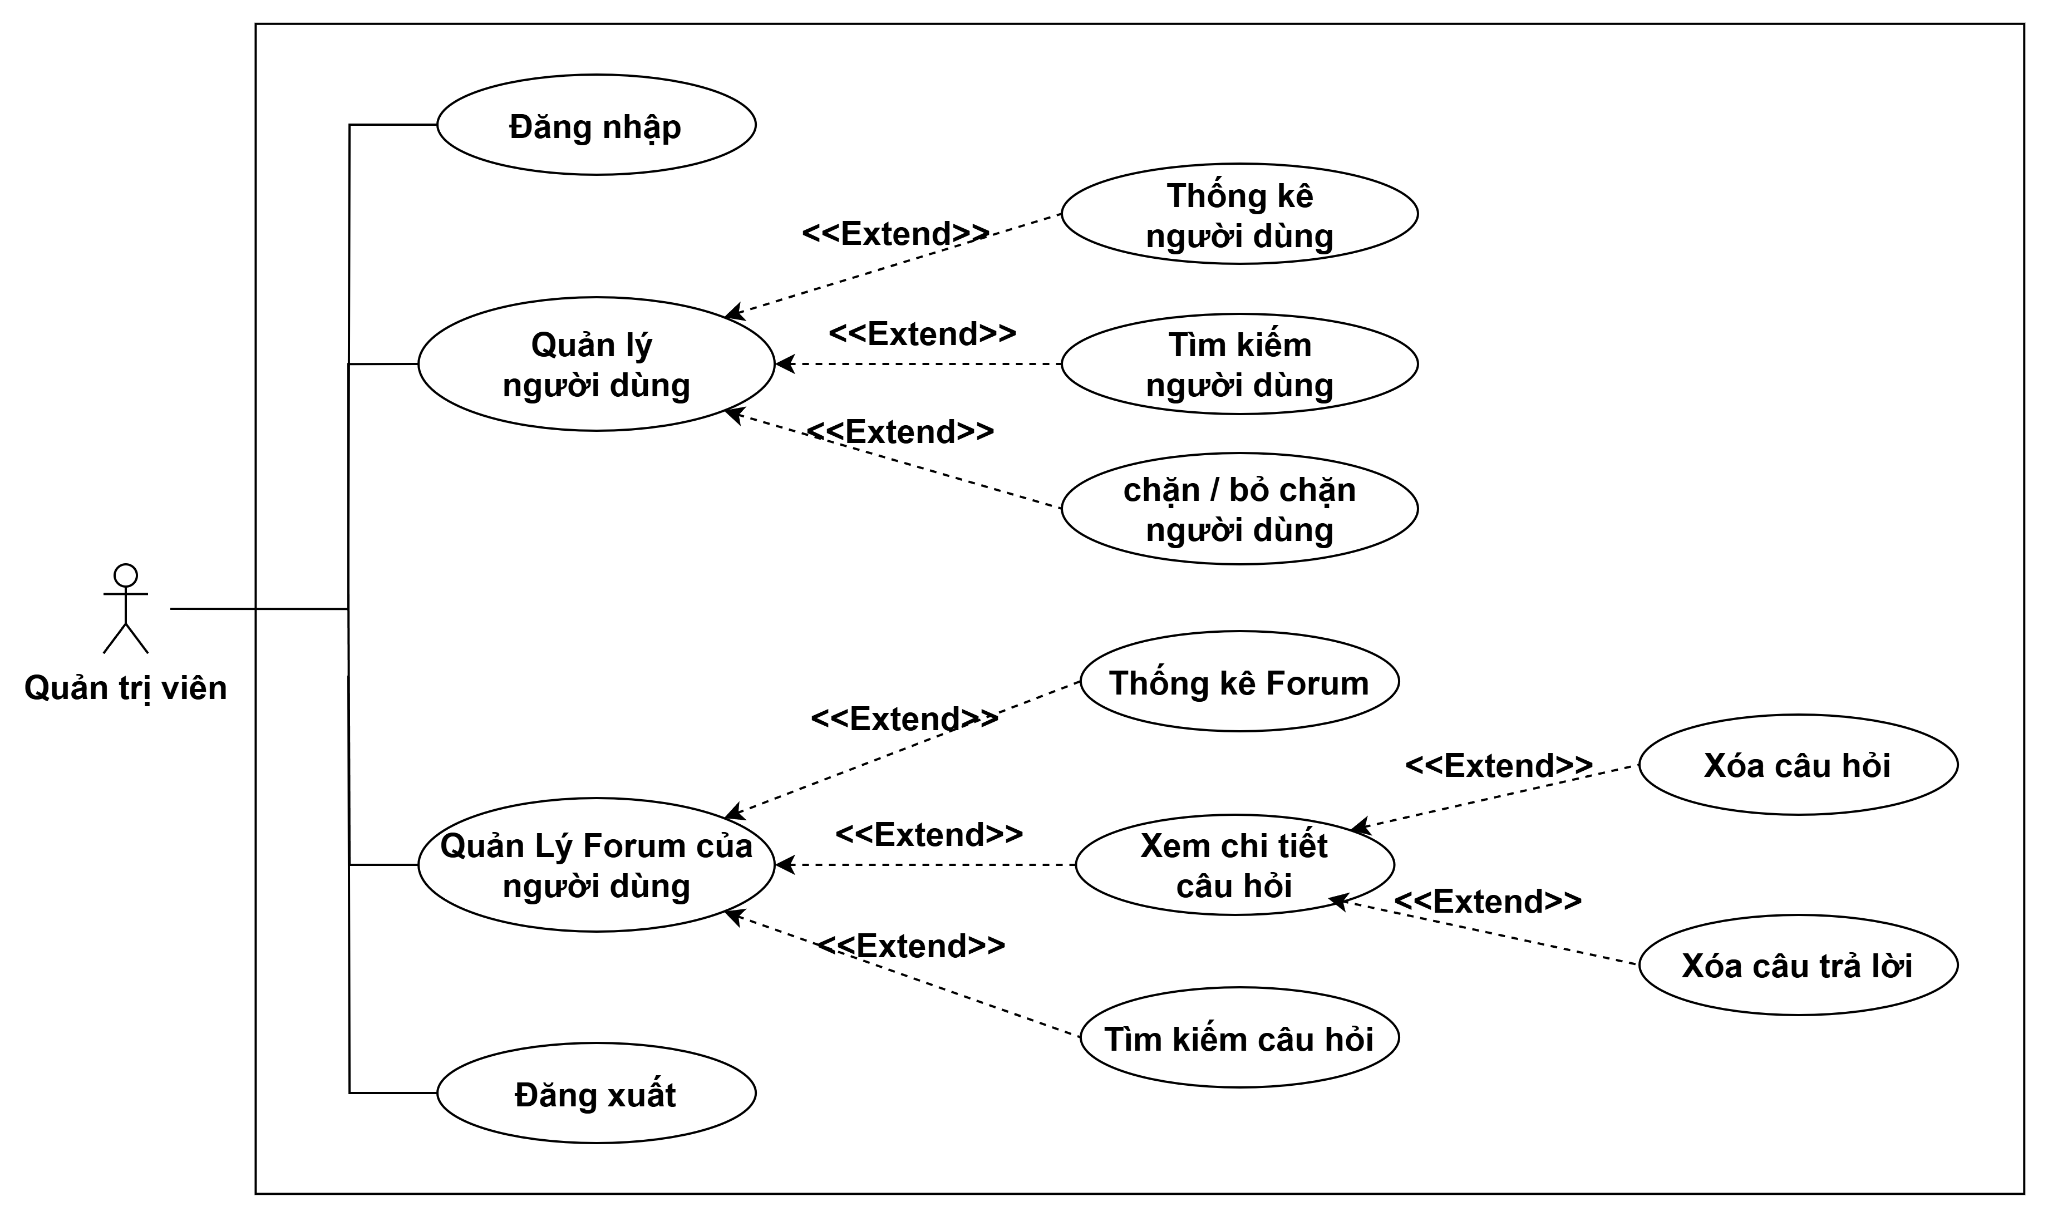 Đăng nhập
Thống kê
người dùng
<<Extend>>
<<Extend>>
Quản lý
người dùng
Tìm kiếm
người dùng
<<Extend>>
chặn / bỏ chặn
người dùng
Quản trị viên
Thống kê Forum
<<Extend>>
<<Extend>>
Xóa câu hỏi
<<Extend>>
Quản Lý Forum của
người dùng
Xem chi tiết
câu hỏi
<<Extend>>
<<Extend>>
Xóa câu trả lời
Tìm kiếm câu hỏi
Đăng xuất